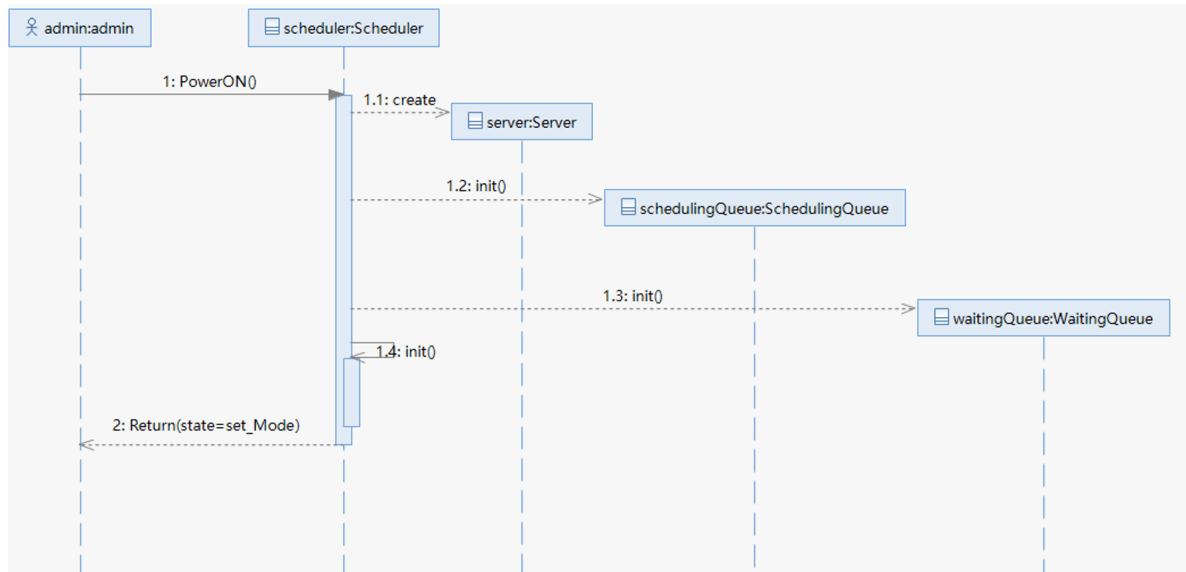 admin:admin
scheduler:Scheduler
1: PowerON()
1.1: create
server:Server
1.2: init()
schedulingQueue:SchedulingQueue
1.3: init()
waitingQueue:WaitingQueue
1.4: init()
2: Return(state=set_Mode)